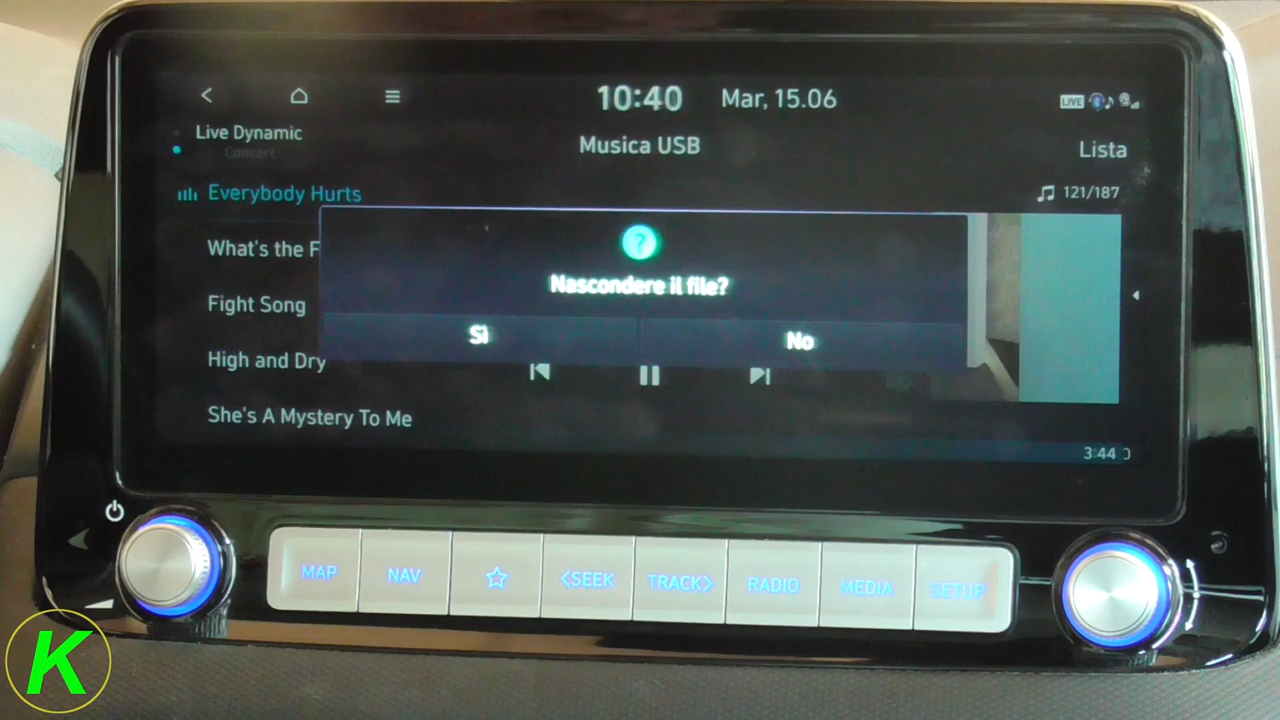 10:40 Mar, 15.06 LIVE
Live Dynamic
Concert
Musica USB
Lista
Everybody Hurts
121/187
What's the F
?
Nascondere il file?
Fight Song
Sì No
High and Dry
She's A Mystery To Me
3:44
MAP NAV <SEEK TRACK> RADIO MEDIA SETUP
K